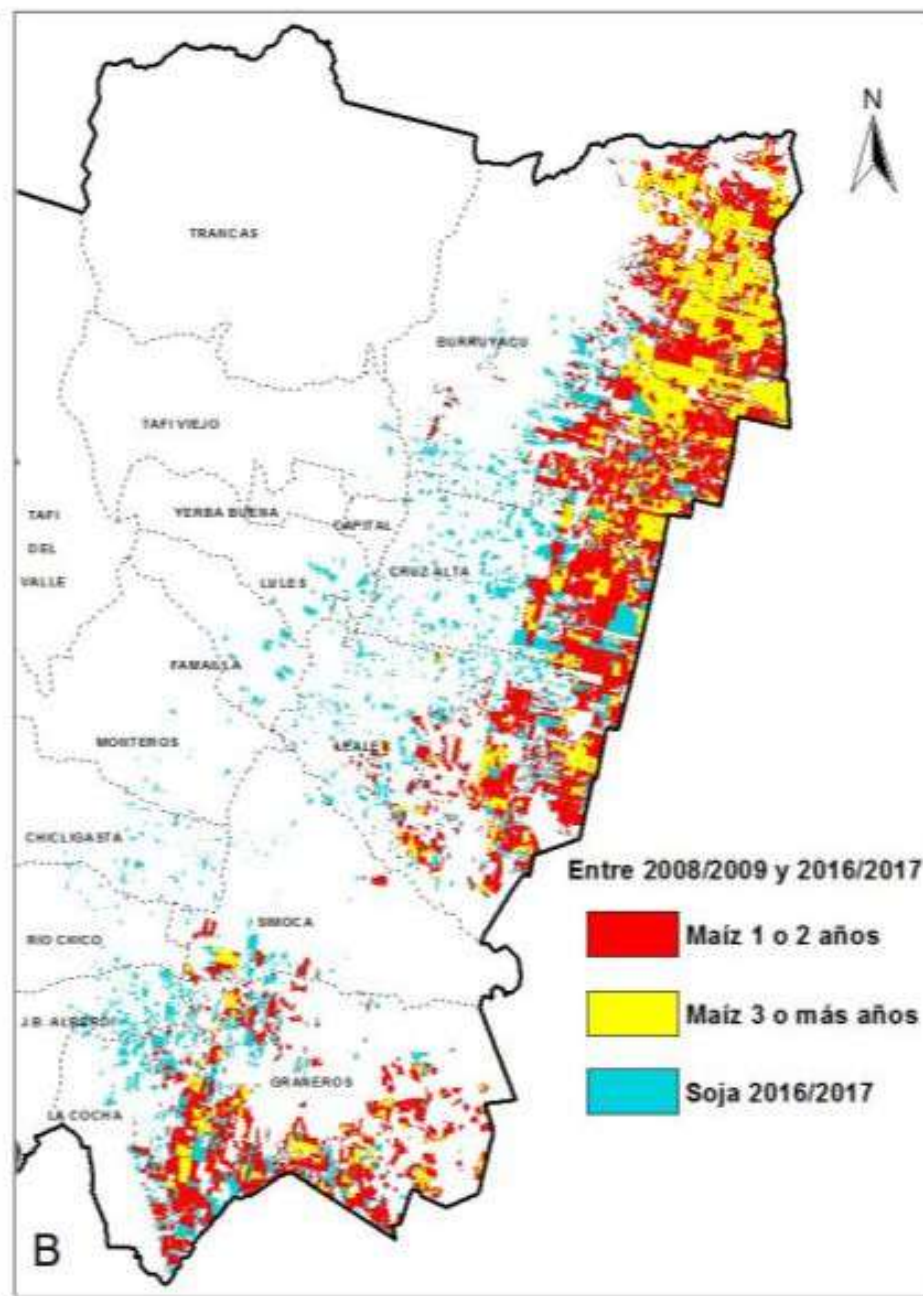 N
TRANCAS
BURRUYACU
TAFI VIEJO
YERBA BUENA
CAPITAL
TAFI
DEL
VALLE
CRUZ ALTA
LULES
FAMAILLA
MONTEROS
LEALES
CHICLIGASTA
Entre 2008/2009 y 2016/2017
SIMOCA
Maíz 1 o 2 años
RIO CHICO
Maíz 3 o más años
J.B. ALBERDI
GRANEROS
Soja 2016/2017
LA COCHA
B